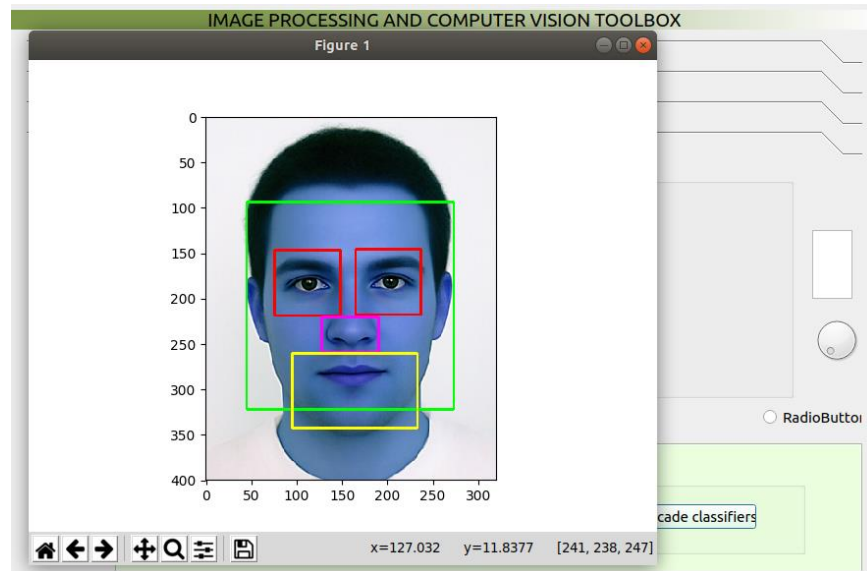 IMAGE PROCESSING AND COMPUTER VISION TOOLBOX
Figure 1
0
50
100
150
200
250
300
350
400
0 50 100 150 200 250 300
RadioButton
cade classifiers
x=127.032 y=11.8377 [241, 238, 247]